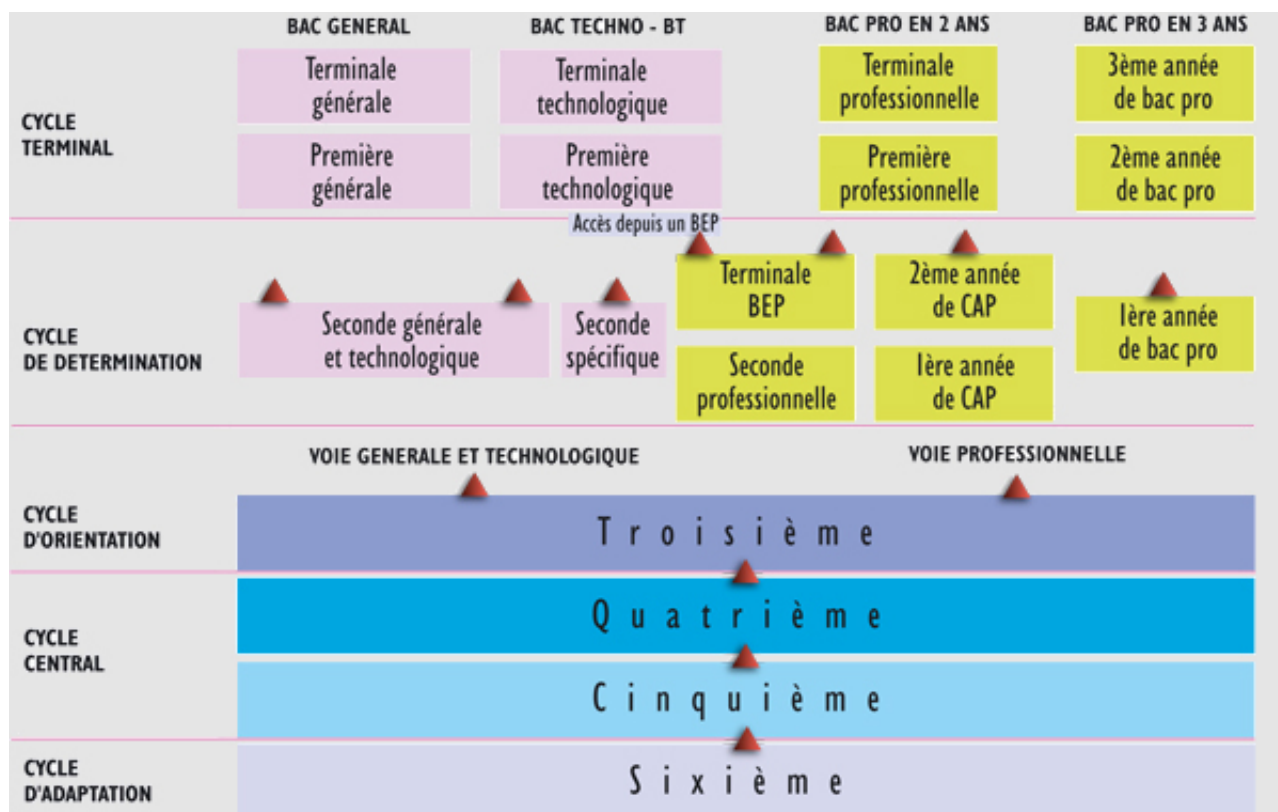 BAC GENERAL
BAC TECHNO - BT
BAC PRO EN 2 ANS
BAC PRO EN 3 ANS
CYCLE
TERMINAL
Terminale
générale
Terminale
technologique
Terminale
professionnelle
3ème année
de bac pro
Première
générale
Première
technologique
Première
professionnelle
2ème année
de bac pro
Accès depuis un BEP
CYCLE
DE DETERMINATION
Seconde générale
et technologique
Seconde
spécifique
Terminale
BEP
2ème année
de CAP
1ère année
de bac pro
Seconde
professionnelle
1ère année
de CAP
VOIE GENERALE ET TECHNOLOGIQUE
VOIE PROFESSIONNELLE
CYCLE
D'ORIENTATION
Troisième
CYCLE
CENTRAL
Quatrième
Cinquième
CYCLE
D'ADAPTATION
Sixième